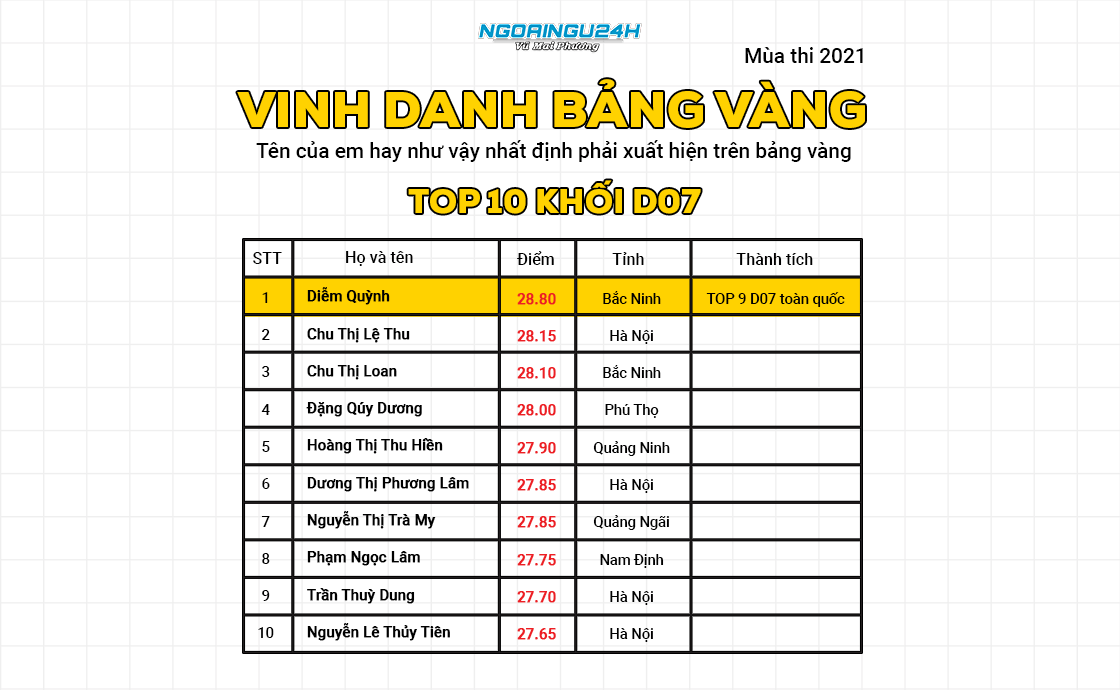 NGOAINGU24H
Vũ Mai Phương
Mùa thi 2021
VINH DANH BẢNG VÀNG
Tên của em hay như vậy nhất định phải xuất hiện trên bảng vàng
TOP 10 KHỐI D07
STT Họ và tên Điểm Tỉnh Thành tích
1 Diễm Quỳnh 28.80 Bắc Ninh TOP 9 D07 toàn quốc
2 Chu Thị Lệ Thu 28.15 Hà Nội
3 Chu Thị Loan 28.10 Bắc Ninh
4 Đặng Qúy Dương 28.00 Phú Thọ
5 Hoàng Thị Thu Hiền 27.90 Quảng Ninh
6 Dương Thị Phương Lâm 27.85 Hà Nội
7 Nguyễn Thị Trà My 27.85 Quảng Ngãi
8 Phạm Ngọc Lâm 27.75 Nam Định
9 Trần Thuỳ Dung 27.70 Hà Nội
10 Nguyễn Lê Thủy Tiên 27.65 Hà Nội